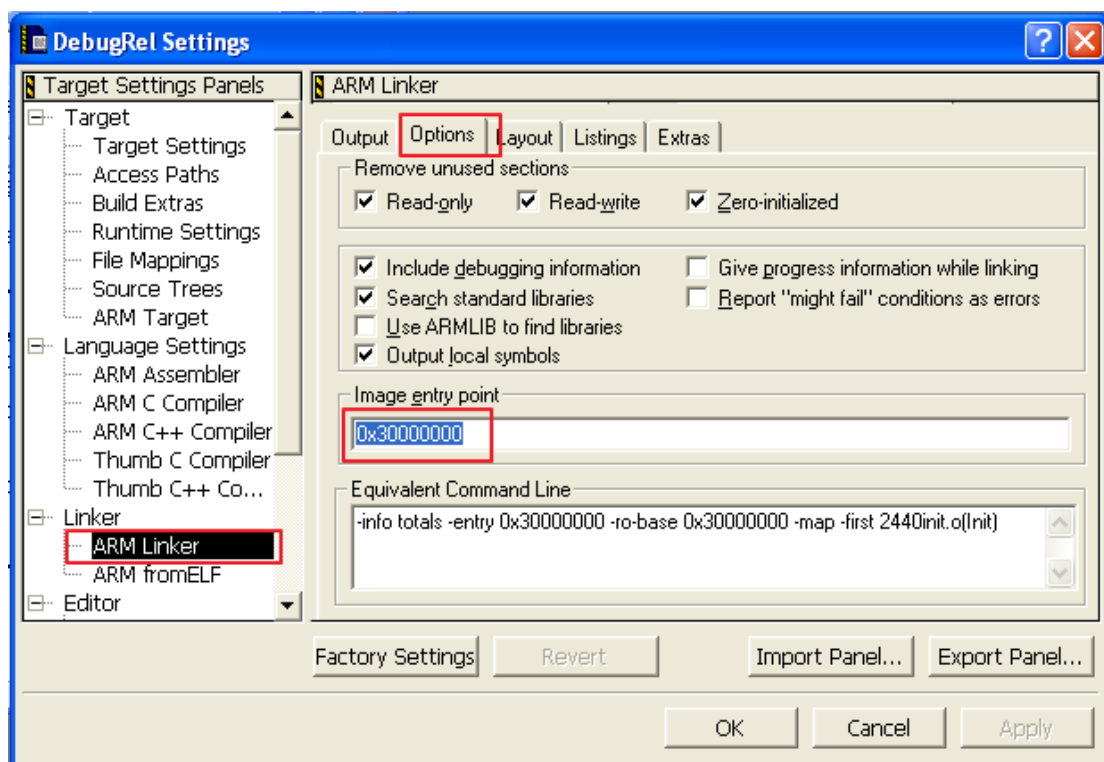 DebugRel Settings
Target Settings Panels
Target
Target Settings
Access Paths
Build Extras
Runtime Settings
File Mappings
Source Trees
ARM Target
Language Settings
ARM Assembler
ARM C Compiler
ARM C++ Compiler
Thumb C Compiler
Thumb C++ Co...
Linker
ARM Linker
ARM fromELF
Editor
ARM Linker
Output Options Layout Listings Extras
Remove unused sections
Read-only Read-write Zero-initialized
Include debugging information Give progress information while linking
Search standard libraries Report "might fail" conditions as errors
Use ARMLIB to find libraries
Output local symbols
Image entry point
0x30000000
Equivalent Command Line
-info totals -entry 0x30000000 -ro-base 0x30000000 -map -first 2440init.o(Init)
Factory Settings Revert Import Panel... Export Panel...
OK Cancel Apply